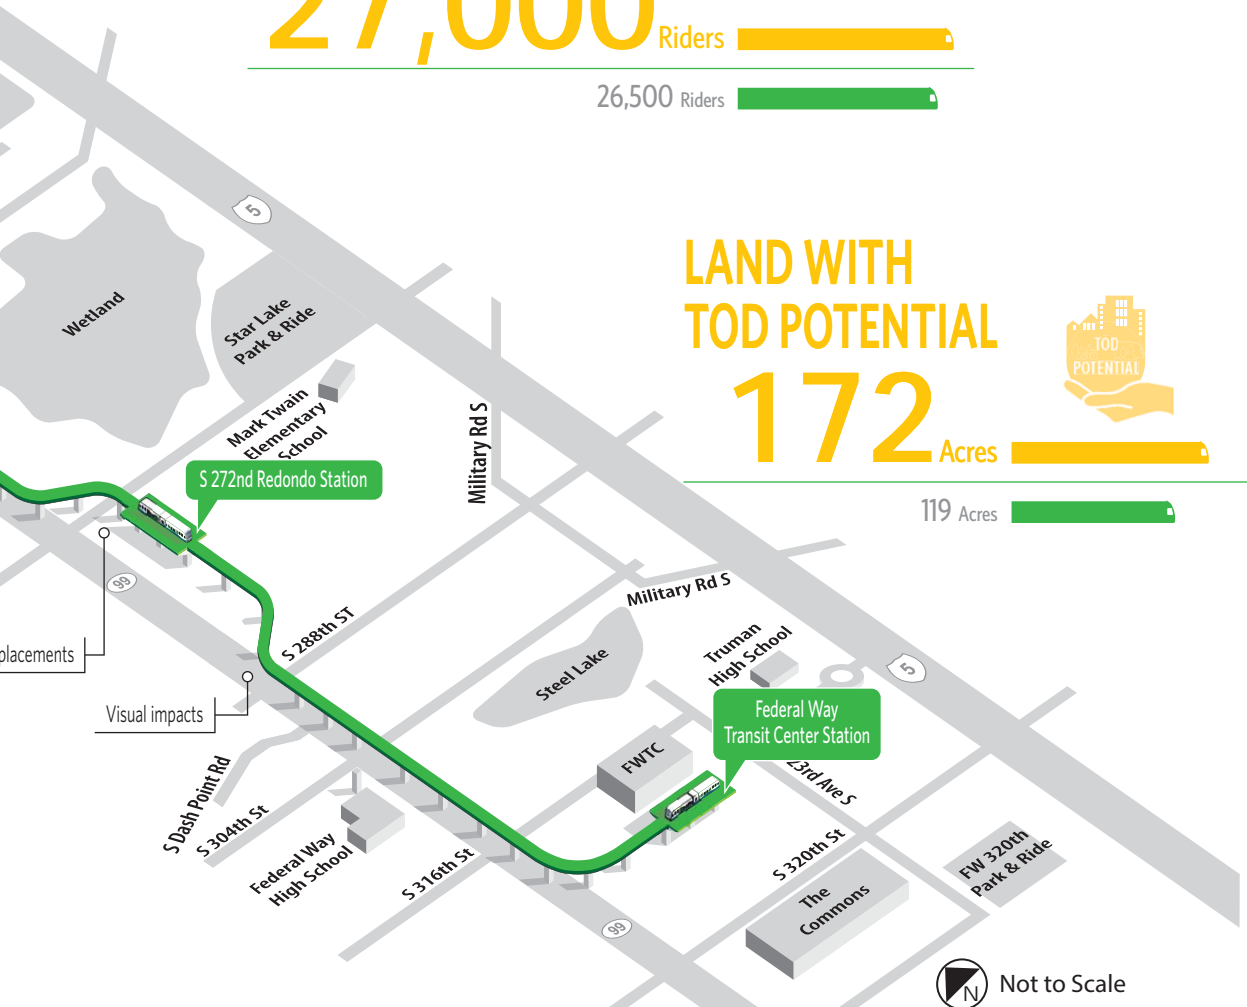 27,000 Riders
26,500 Riders
5
LAND WITH
TOD POTENTIAL
172 Acres
119 Acres
TOD
POTENTIAL
Wetland
Star Lake
Park & Ride
Mark Twain
Elementary
School
S 272nd Redondo Station
Military Rd S
99
placements
Visual impacts
S 288th ST
Military Rd S
Steel Lake
Truman
High School
5
Federal Way
Transit Center Station
FWTC
23rd Ave S
S Dash Point Rd
S 304th St
Federal Way
High School
S 316th St
S 320th St
The
Commons
FW 320th
Park & Ride
99
N
Not to Scale